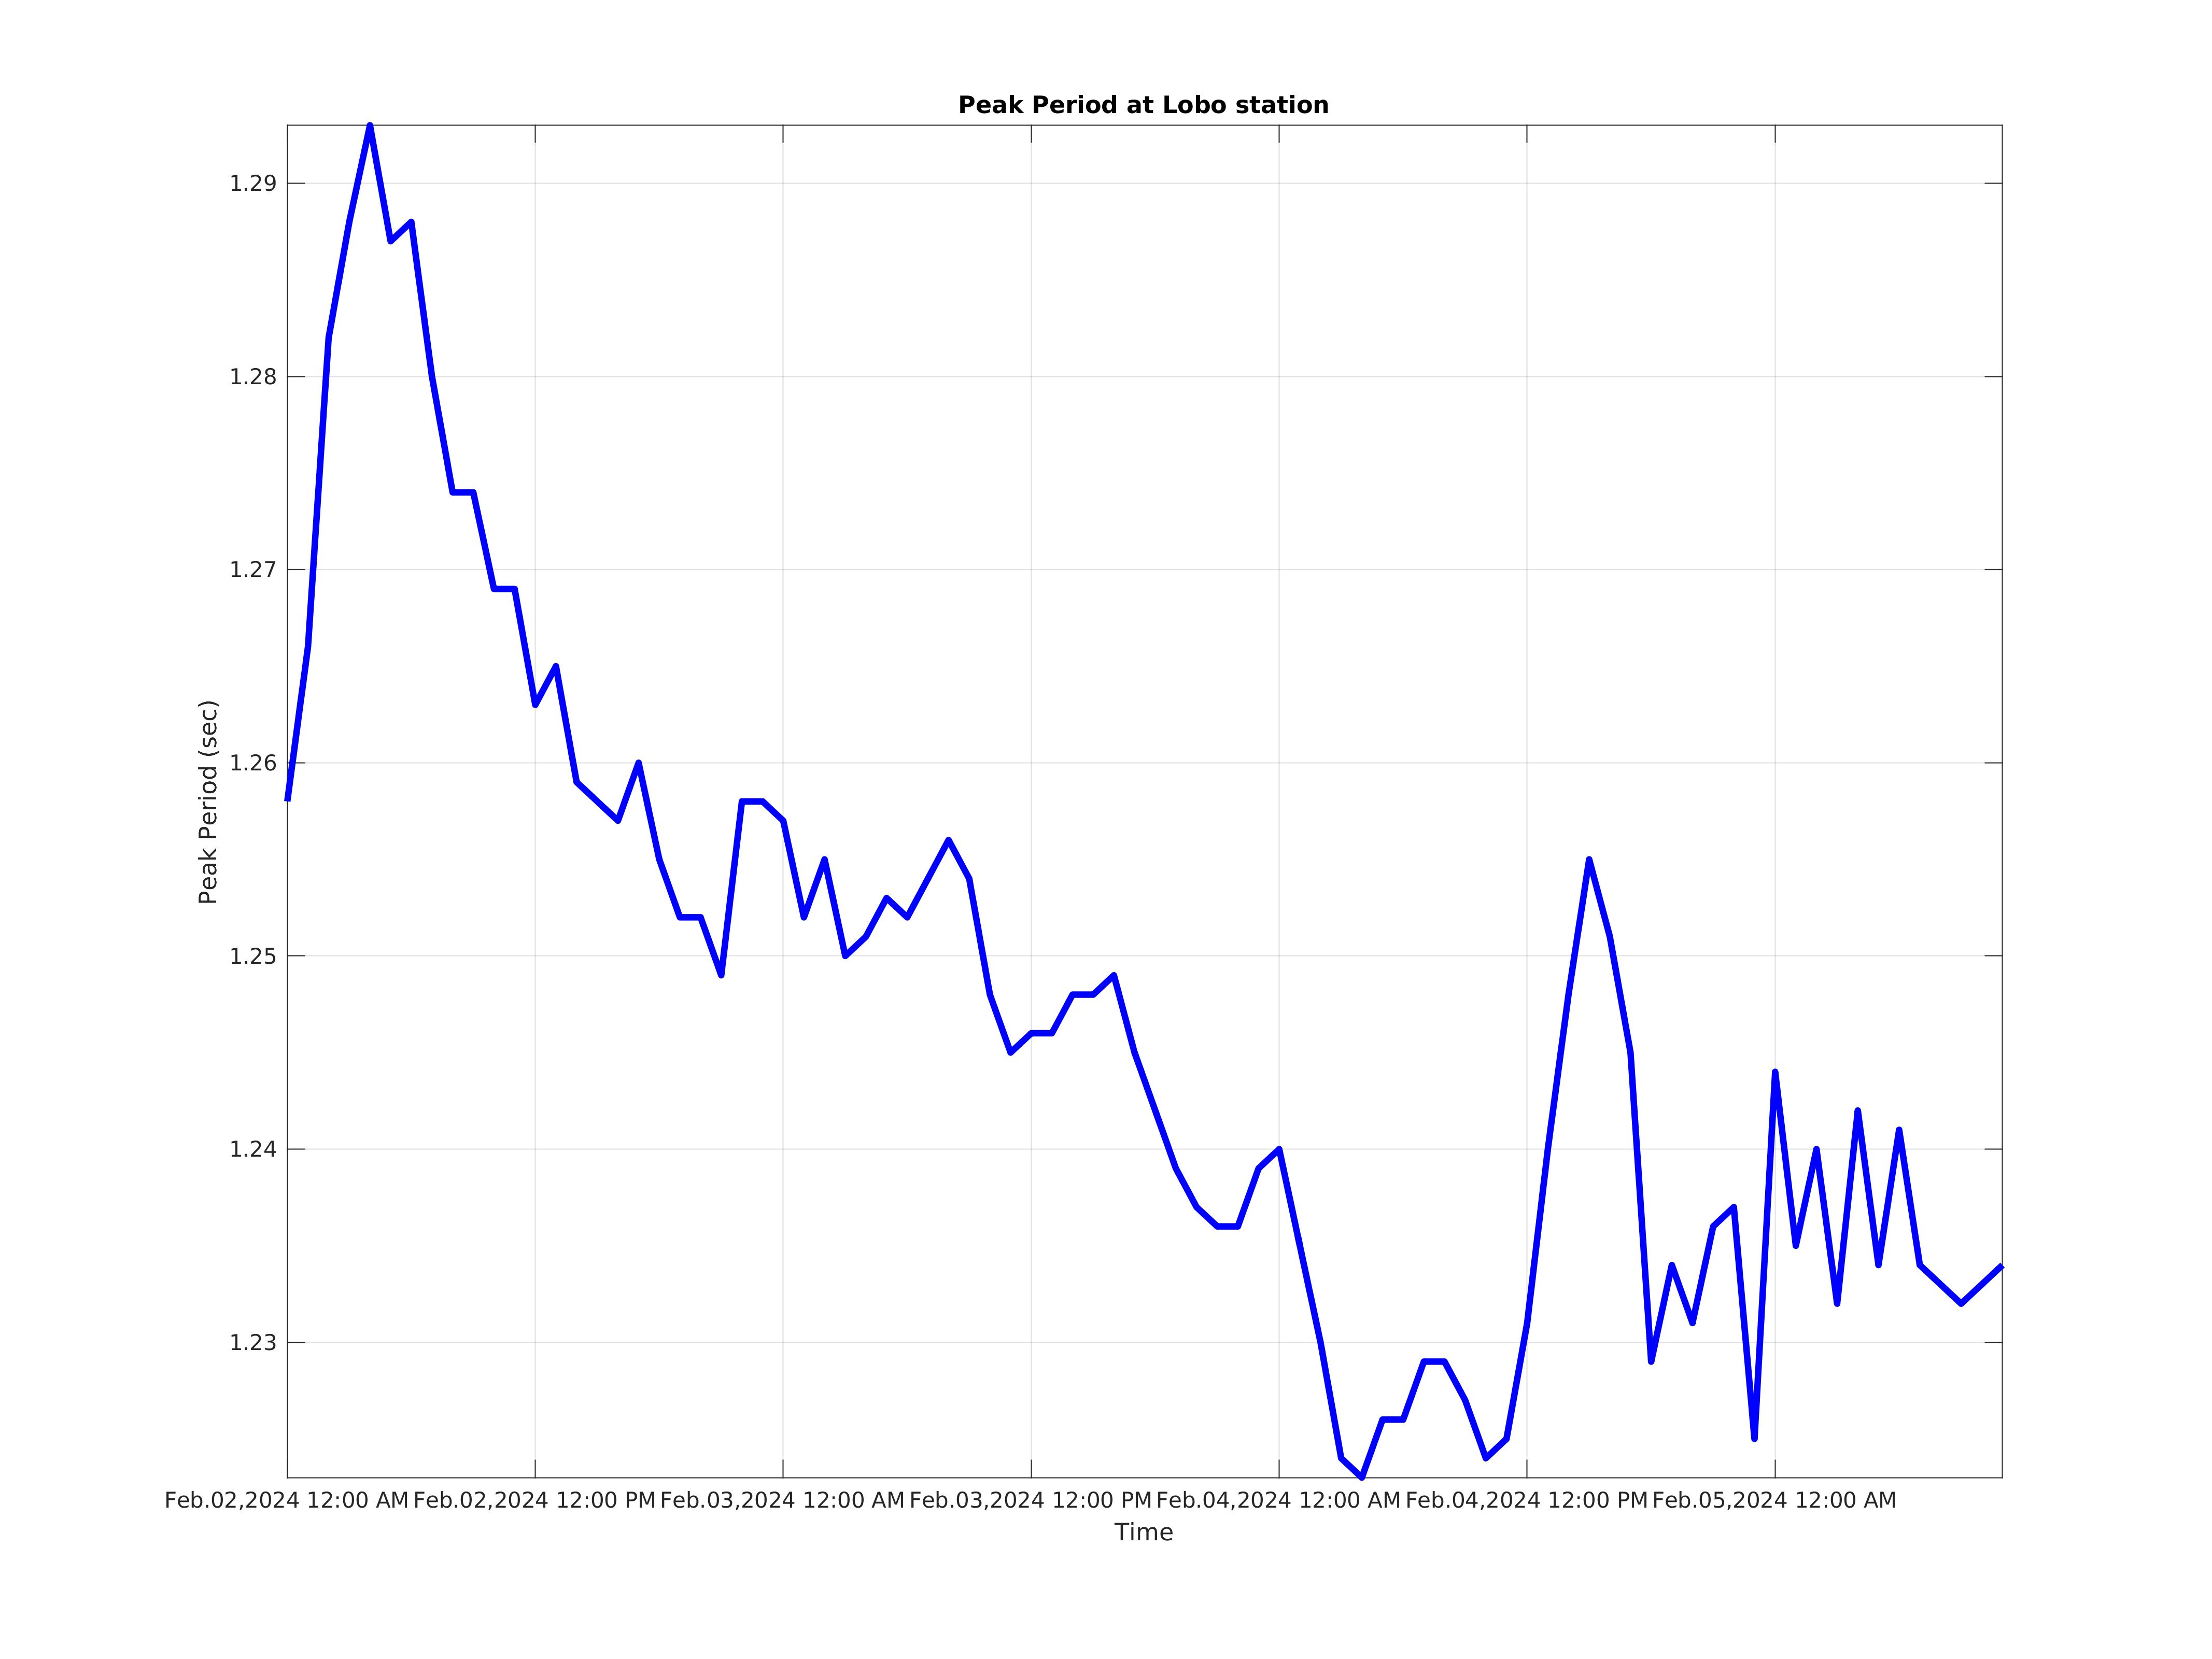 Peak Period at Lobo station
1.29
1.28
1.27
1.26
1.25
1.24
1.23
Peak Period (sec)
Feb.02,2024 12:00 AM Feb.02,2024 12:00 PM Feb.03,2024 12:00 AM Feb.03,2024 12:00 PM Feb.04,2024 12:00 AM Feb.04,2024 12:00 PM Feb.05,2024 12:00 AM
Time